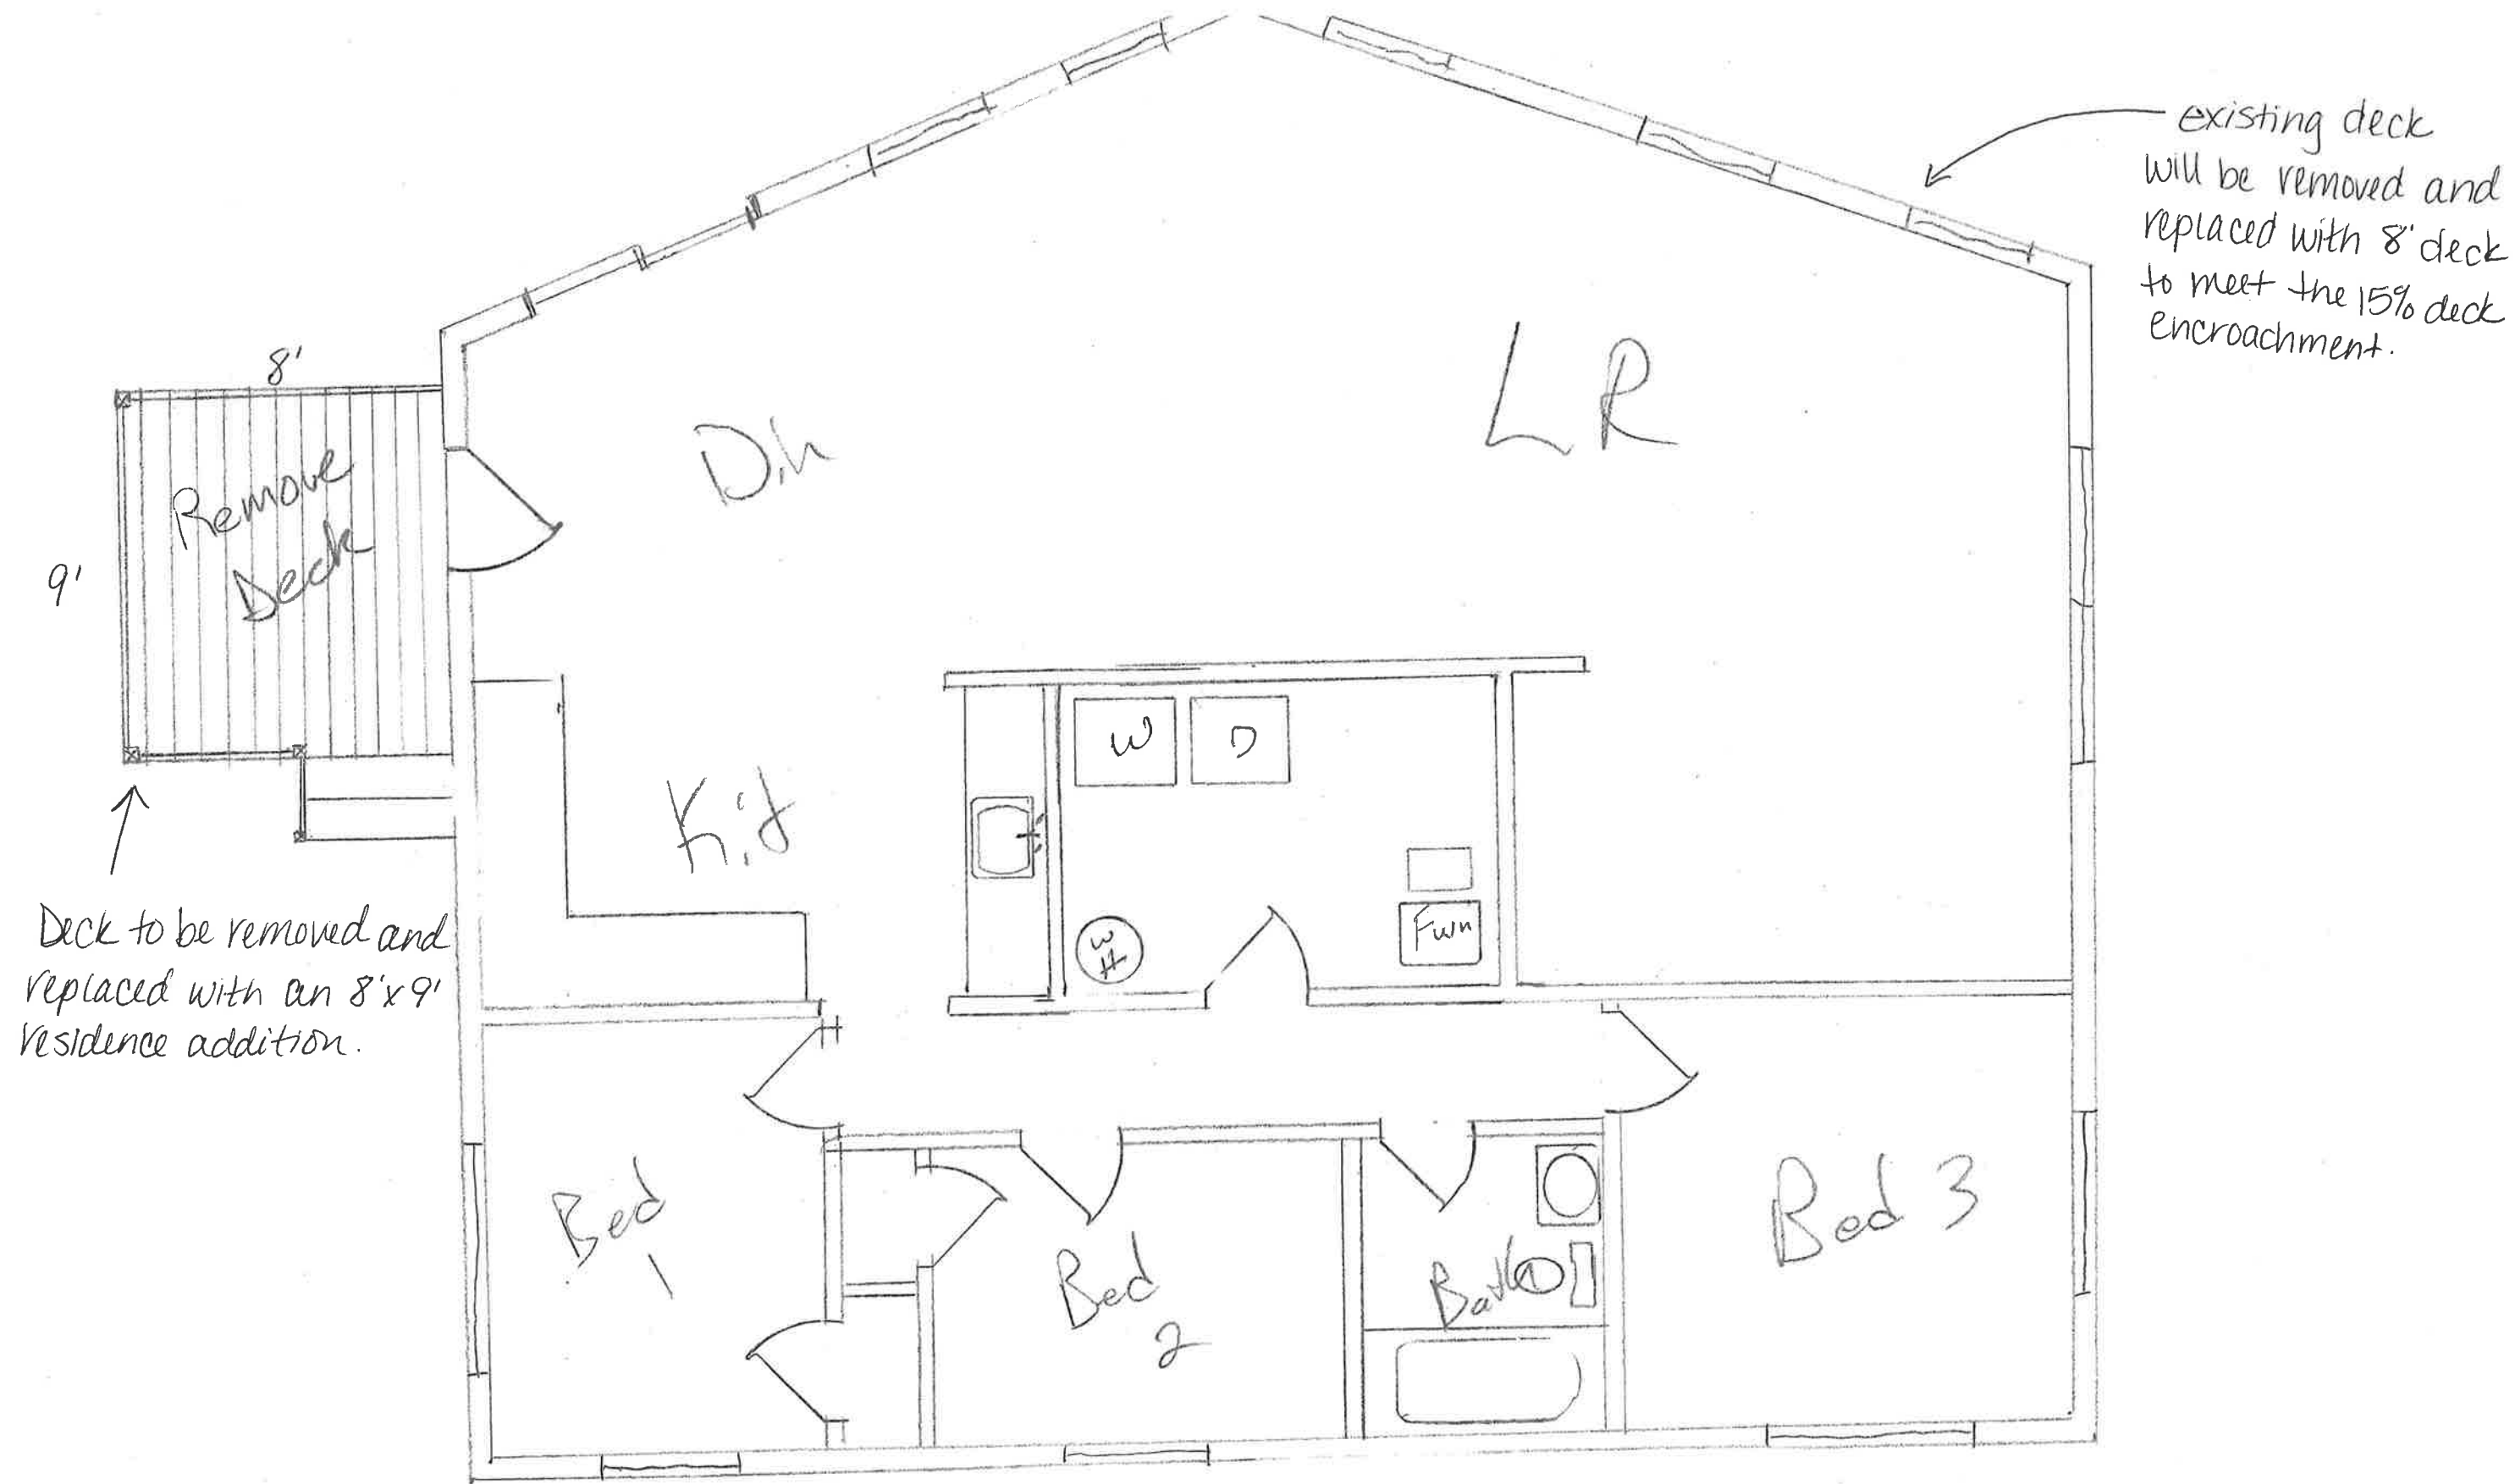 existing deck
will be removed and
replaced with 8' deck
to meet the 15% deck
encroachment.
8'
Remove
Deck
9'
Din
LR
W
D
Kit
Furn
W
H
Deck to be removed and
replaced with an 8'x9'
residence addition.
Bed
1
Bed
2
Bath
Bed 3